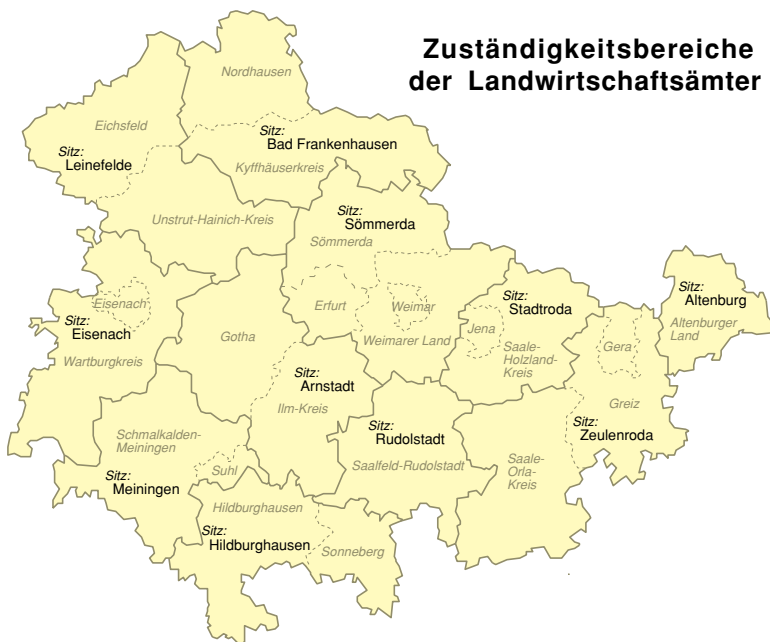 Zuständigkeitsbereiche
der Landwirtschaftsämter
Nordhausen
Eichsfeld
Sitz:
Leinefelde
Sitz:
Bad Frankenhausen
Kyffhäuserkreis
Unstrut-Hainich-Kreis
Sitz:
Sömmerda
Sömmerda
Eisenach
Sitz:
Eisenach
Wartburgkreis
Gotha
Erfurt
Weimar
Weimarer Land
Sitz:
Stadtroda
Jena
Saale-
Holzland-
Kreis
Gera
Sitz:
Altenburg
Altenburger
Land
Sitz:
Arnstadt
Ilm-Kreis
Greiz
Sitz:
Zeulenroda
Sitz:
Rudolstadt
Saalfeld-Rudolstadt
Saale-
Orla-
Kreis
Schmalkalden-
Meiningen
Suhl
Sitz:
Meiningen
Hildburghausen
Sitz:
Hildburghausen
Sonneberg